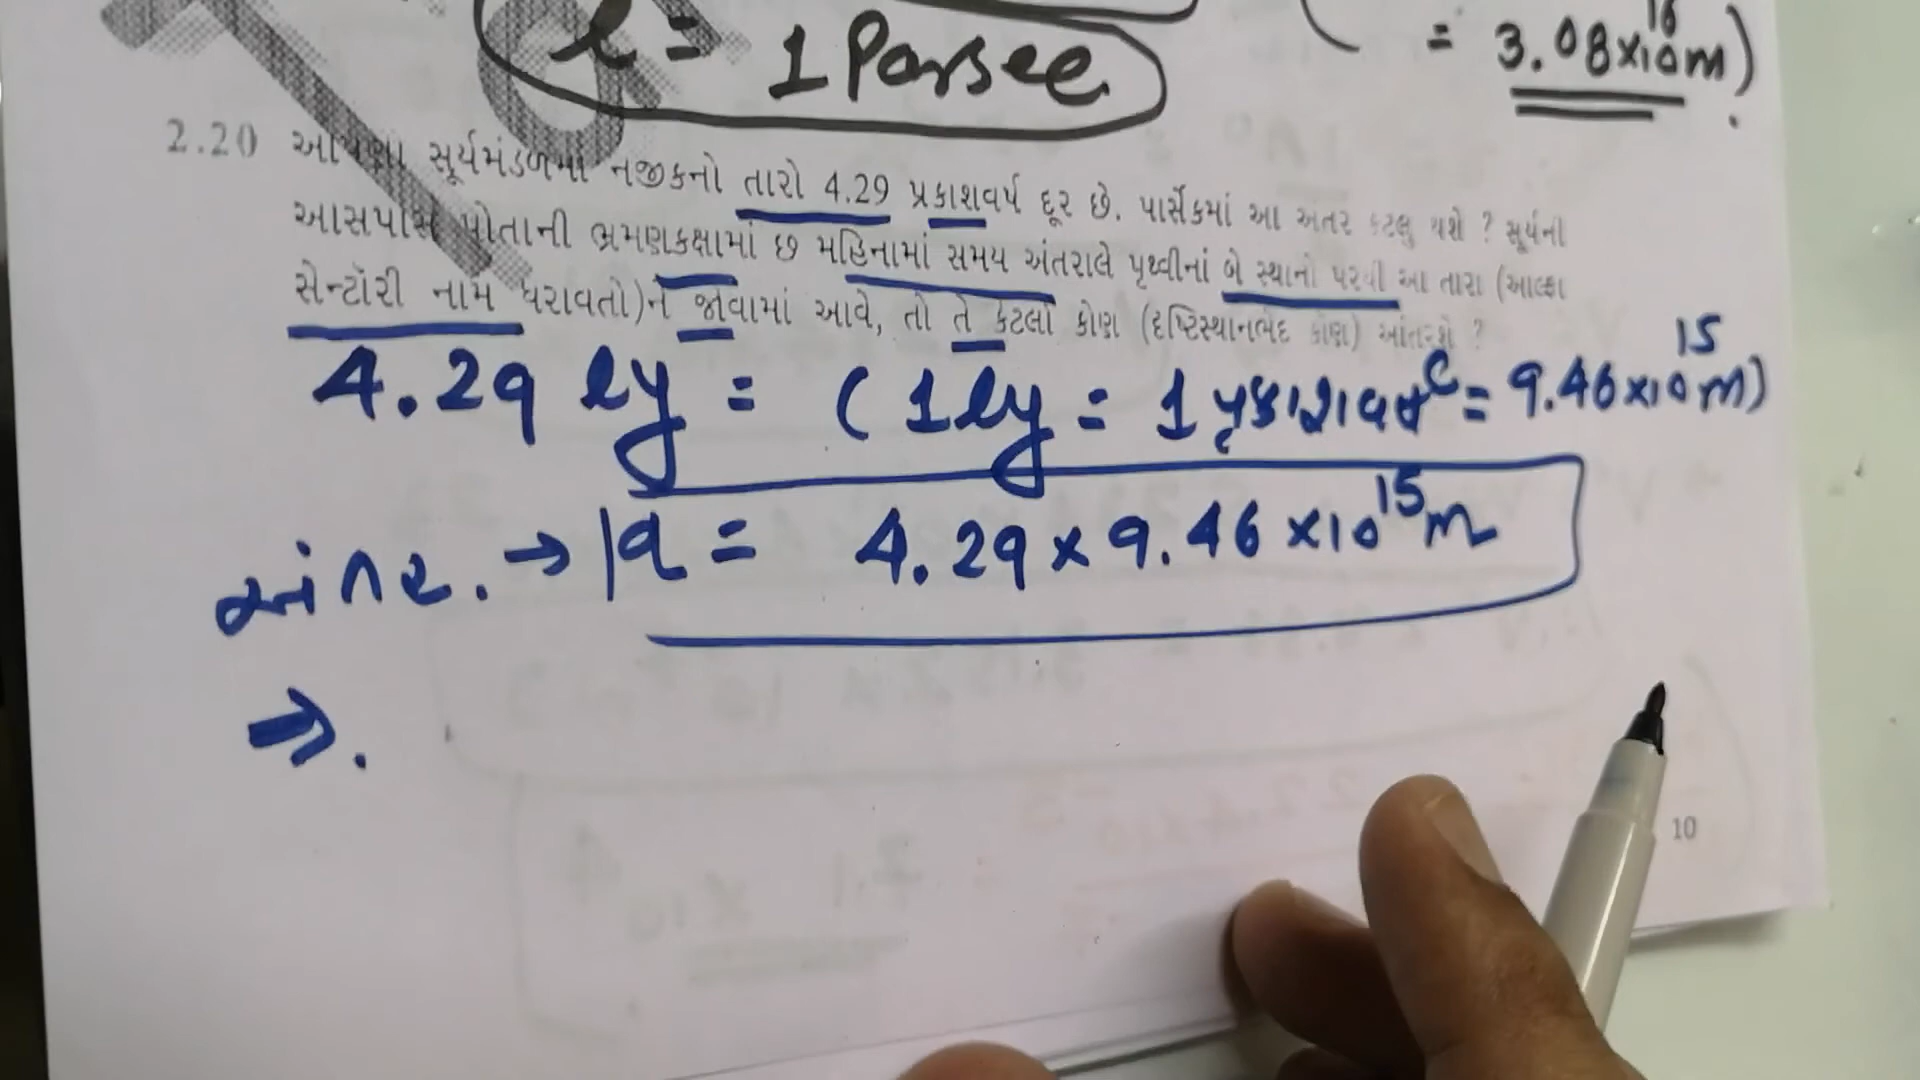 l = 1 Parsec
= 3.08×10¹⁶m)
2.20 આપણા સૂર્યમંડળમાં નજીકનો તારો 4.29 પ્રકાશવર્ષ દૂર છે. પાર્સેકમાં આ અંતર કેટલુ થશે ? સૂર્યની
આસપાસ પોતાની ભ્રમણકક્ષામાં છ મહિનામાં સમય અંતરાલે પૃથ્વીનાં બે સ્થાનો પરથી આ તારા (આલ્ફા
સેન્ટૉરી નામ ધરાવતો)ને જોવામાં આવે, તો તે કેટલો કોણ (દૃષ્ટિસ્થાનભેદ કોણ) આંતરશે ?
4.29 ly = (1 ly = 1 પ્રકાશવર્ષ = 9.46×10¹⁵m)
અંતર. → = 4.29 × 9.46 ×10¹⁵m
⇒.
10